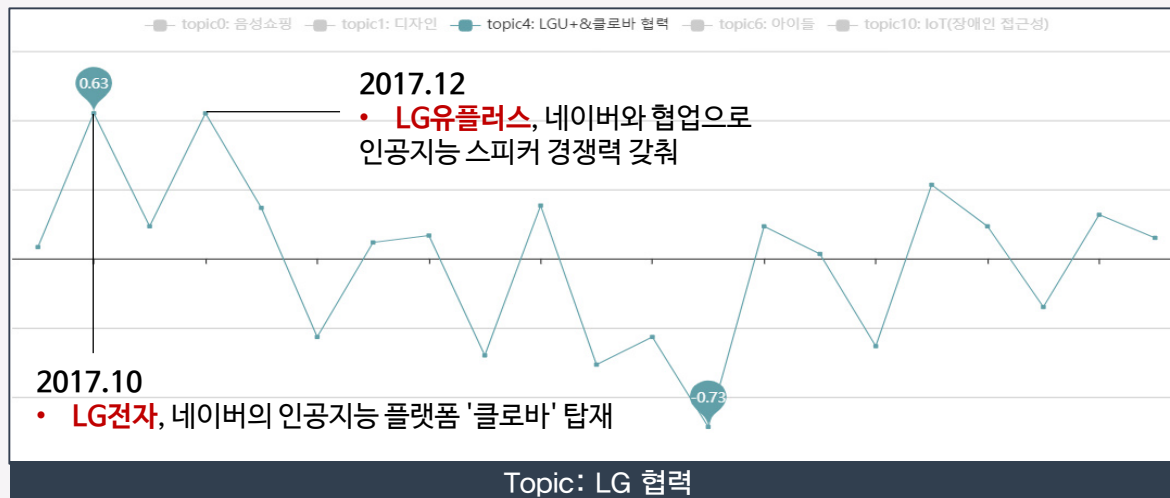 topic0: 음성쇼핑 topic1: 디자인 topic4: LGU+&클로바 협력 topic6: 아이들 topic10: IoT(장애인 접근성)
0.63
2017.12
• LG유플러스, 네이버와 협업으로
인공지능 스피커 경쟁력 갖춰
-0.73
2017.10
• LG전자, 네이버의 인공지능 플랫폼 '클로바' 탑재
Topic: LG 협력